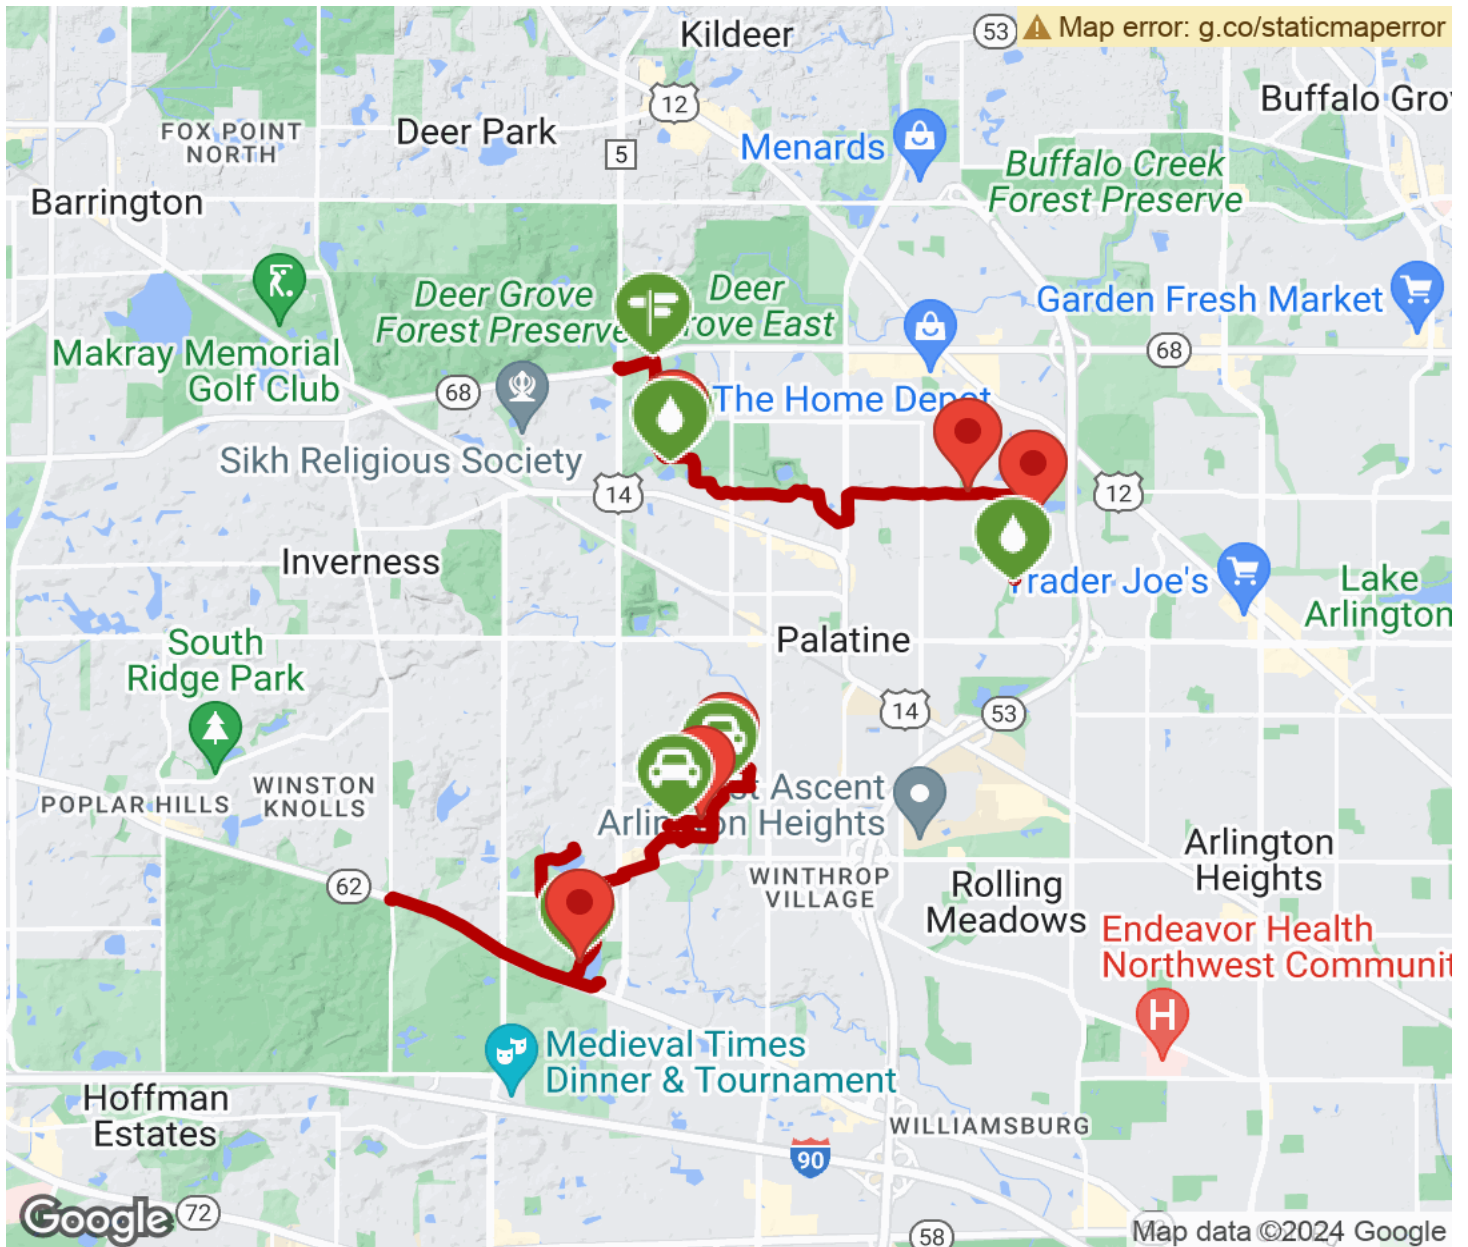 Kildeer
53
Map error: g.co/staticmaperror
12
Buffalo Gro
FOX POINT
NORTH
Deer Park
5
Menards
Buffalo Creek
Forest Preserve
Barrington
Deer Grove
Forest Preserve
Deer
rove East
Garden Fresh Market
Makray Memorial
Golf Club
68
68
The Home Depot
Sikh Religious Society
14
12
Inverness
Trader Joe's
Lake
Arlington
South
Ridge Park
Palatine
14
53
POPLAR HILLS
WINSTON
KNOLLS
st Ascent
Arlington Heights
Arlington
Heights
62
WINTHROP
VILLAGE
Rolling
Meadows
Endeavor Health
Northwest Communit
H
Medieval Times
Dinner & Tournament
Hoffman
Estates
WILLIAMSBURG
90
Google
72
58
Map data ©2024 Google